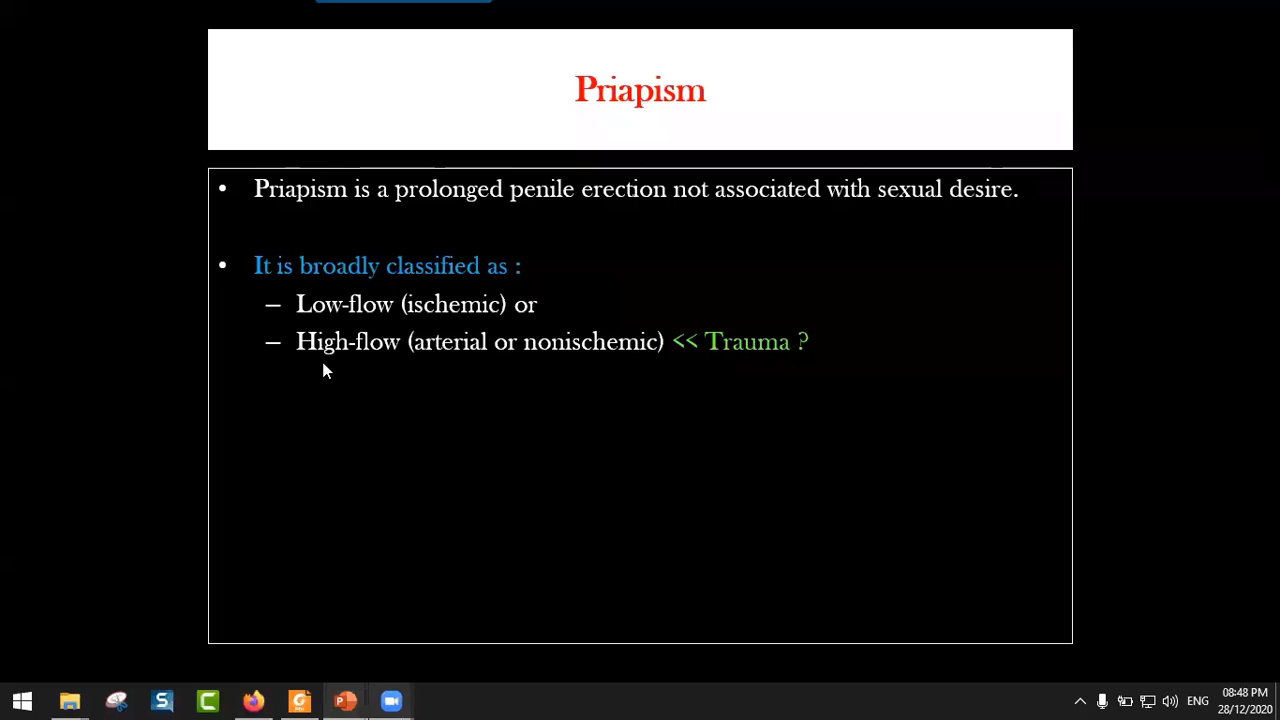 Priapism
• Priapism is a prolonged penile erection not associated with sexual desire.
• It is broadly classified as :
– Low-flow (ischemic) or
– High-flow (arterial or nonischemic) << Trauma ?
ENG
08:48 PM
28/12/2020